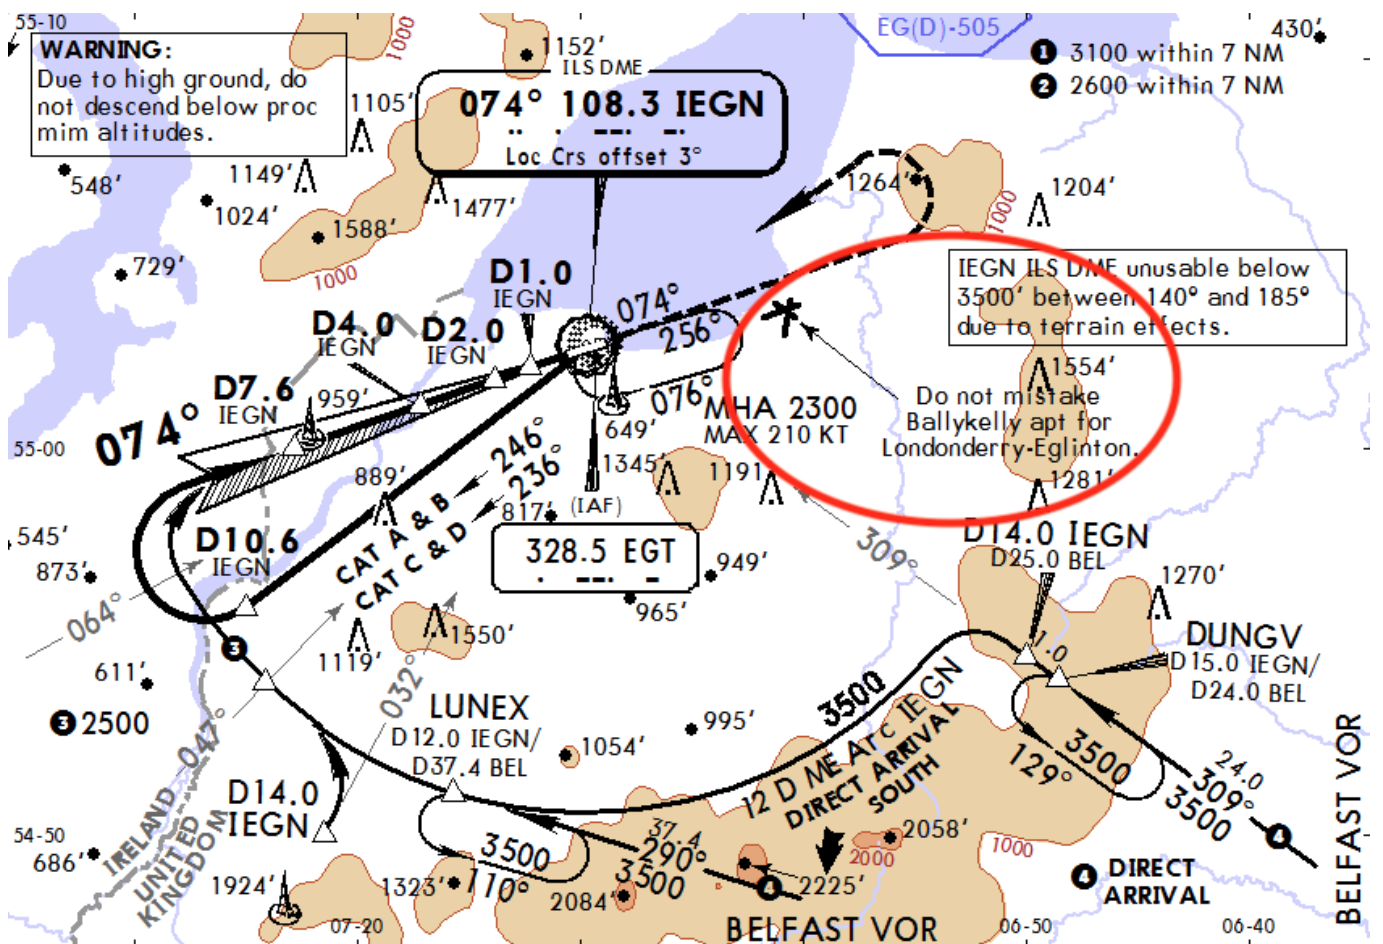 55-10
1000
1152'
EG(D)-505
430'
❶ 3100 within 7 NM
❷ 2600 within 7 NM
WARNING:
Due to high ground, do
not descend below proc
mim altitudes.
ILS DME
074° 108.3 IEGN
.. . --. -.
Loc Crs offset 3°
1105'
1149'
548'
1024'
1477'
1588'
1000
729'
1264'
1204'
1000
IEGN ILS DME unusable below
3500' between 140° and 185°
due to terrain effects.
D1.0
IEGN
D2.0
IEGN
D4.0
IEGN
D7.6
IEGN
959'
074°
074°
256°
076°
MHA 2300
MAX 210 KT
1554'
Do not mistake
Ballykelly apt for
Londonderry-Eglinton.
55-00
649'
1345'
1191'
1281'
889'
246°
236°
CAT A & B
CAT C & D
817'
(IAF)
328.5 EGT
. --. -
949'
965'
309°
D14.0 IEGN
D25.0 BEL
1270'
545'
873'
D10.6
IEGN
064°
611'
❸
❸ 2500
1119'
1550'
032°
047°
LUNEX
D12.0 IEGN/
D37.4 BEL
1054'
995'
3500
12 DME Arc IEGN
DIRECT ARRIVAL
SOUTH
1.0
DUNGV
D15.0 IEGN/
D24.0 BEL
3500
129°
24.0
309°
3500
❹
BELFAST VOR
D14.0
IEGN
IRELAND
UNITED
KINGDOM
54-50
686'
1924'
07-20
1323'
3500
110°
37.4
290°
3500
❹
2084'
2225'
2058'
2000
1000
BELFAST VOR
❹ DIRECT
ARRIVAL
06-50
06-40